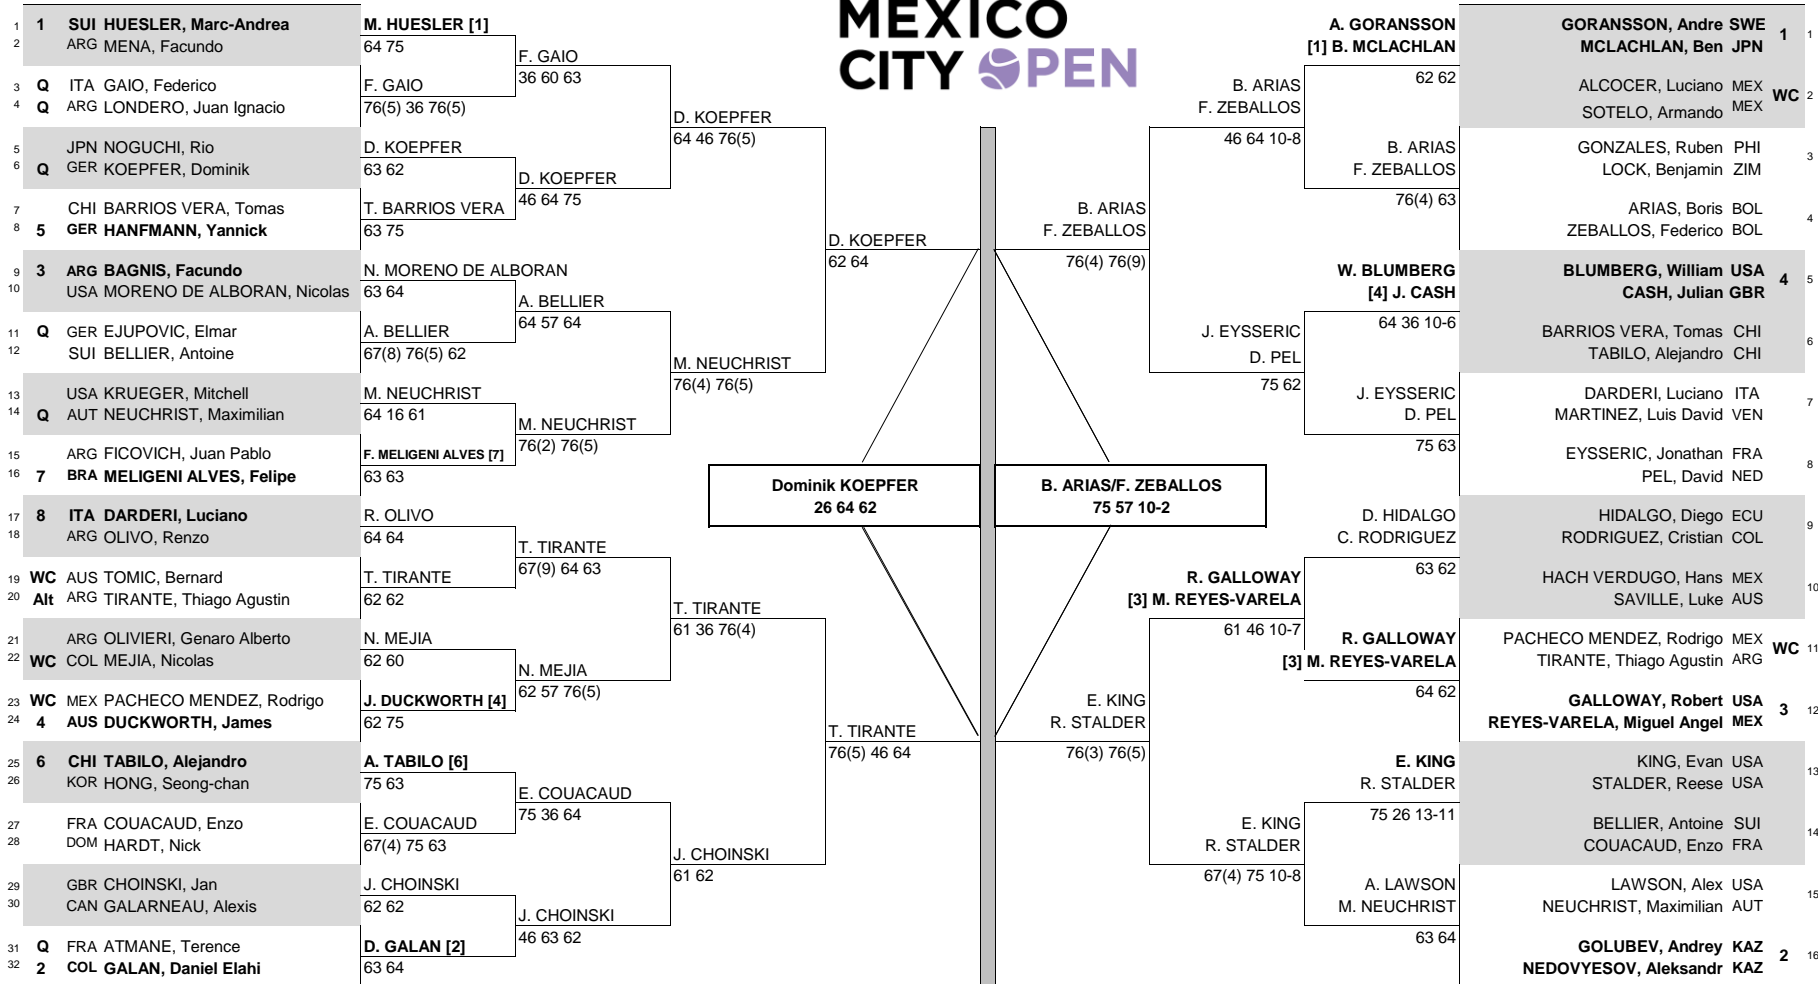 MEXICO
CITY OPEN
1 1 SUI HUESLER, Marc-Andrea
2 ARG MENA, Facundo
3 Q ITA GAIO, Federico
4 Q ARG LONDERO, Juan Ignacio
5 JPN NOGUCHI, Rio
6 Q GER KOEPFER, Dominik
7 CHI BARRIOS VERA, Tomas
8 5 GER HANFMANN, Yannick
9 3 ARG BAGNIS, Facundo
10 USA MORENO DE ALBORAN, Nicolas
11 Q GER EJUPOVIC, Elmar
12 SUI BELLIER, Antoine
13 USA KRUEGER, Mitchell
14 Q AUT NEUCHRIST, Maximilian
15 ARG FICOVICH, Juan Pablo
16 7 BRA MELIGENI ALVES, Felipe
17 8 ITA DARDERI, Luciano
18 ARG OLIVO, Renzo
19 WC AUS TOMIC, Bernard
20 Alt ARG TIRANTE, Thiago Agustin
21 ARG OLIVIERI, Genaro Alberto
22 WC COL MEJIA, Nicolas
23 WC MEX PACHECO MENDEZ, Rodrigo
24 4 AUS DUCKWORTH, James
25 6 CHI TABILO, Alejandro
26 KOR HONG, Seong-chan
27 FRA COUACAUD, Enzo
28 DOM HARDT, Nick
29 GBR CHOINSKI, Jan
30 CAN GALARNEAU, Alexis
31 Q FRA ATMANE, Terence
32 2 COL GALAN, Daniel Elahi
M. HUESLER [1]
64 75
F. GAIO
76(5) 36 76(5)
D. KOEPFER
63 62
T. BARRIOS VERA
63 75
N. MORENO DE ALBORAN
63 64
A. BELLIER
67(8) 76(5) 62
M. NEUCHRIST
64 16 61
F. MELIGENI ALVES [7]
63 63
R. OLIVO
64 64
T. TIRANTE
62 62
N. MEJIA
62 60
J. DUCKWORTH [4]
62 75
A. TABILO [6]
75 63
E. COUACAUD
67(4) 75 63
J. CHOINSKI
62 62
D. GALAN [2]
63 64
F. GAIO
36 60 63
D. KOEPFER
46 64 75
A. BELLIER
64 57 64
M. NEUCHRIST
76(2) 76(5)
T. TIRANTE
67(9) 64 63
N. MEJIA
62 57 76(5)
E. COUACAUD
75 36 64
J. CHOINSKI
46 63 62
D. KOEPFER
64 46 76(5)
M. NEUCHRIST
76(4) 76(5)
T. TIRANTE
61 36 76(4)
J. CHOINSKI
61 62
D. KOEPFER
62 64
T. TIRANTE
76(5) 46 64
Dominik KOEPFER
26 64 62
B. ARIAS/F. ZEBALLOS
75 57 10-2
B. ARIAS
F. ZEBALLOS
76(4) 76(9)
E. KING
R. STALDER
76(3) 76(5)
B. ARIAS
F. ZEBALLOS
46 64 10-8
J. EYSSERIC
D. PEL
75 62
R. GALLOWAY
[3] M. REYES-VARELA
61 46 10-7
E. KING
R. STALDER
67(4) 75 10-8
A. GORANSSON
[1] B. MCLACHLAN
62 62
B. ARIAS
F. ZEBALLOS
76(4) 63
W. BLUMBERG
[4] J. CASH
64 36 10-6
J. EYSSERIC
D. PEL
75 63
D. HIDALGO
C. RODRIGUEZ
63 62
R. GALLOWAY
[3] M. REYES-VARELA
64 62
E. KING
R. STALDER
75 26 13-11
A. LAWSON
M. NEUCHRIST
63 64
GORANSSON, Andre SWE
MCLACHLAN, Ben JPN 1 1
ALCOCER, Luciano MEX
SOTELO, Armando MEX WC 2
GONZALES, Ruben PHI
LOCK, Benjamin ZIM 3
ARIAS, Boris BOL
ZEBALLOS, Federico BOL 4
BLUMBERG, William USA
CASH, Julian GBR 4 5
BARRIOS VERA, Tomas CHI
TABILO, Alejandro CHI 6
DARDERI, Luciano ITA
MARTINEZ, Luis David VEN 7
EYSSERIC, Jonathan FRA
PEL, David NED 8
HIDALGO, Diego ECU
RODRIGUEZ, Cristian COL 9
HACH VERDUGO, Hans MEX
SAVILLE, Luke AUS 10
PACHECO MENDEZ, Rodrigo MEX
TIRANTE, Thiago Agustin ARG WC 11
GALLOWAY, Robert USA
REYES-VARELA, Miguel Angel MEX 3 12
KING, Evan USA
STALDER, Reese USA 13
BELLIER, Antoine SUI
COUACAUD, Enzo FRA 14
LAWSON, Alex USA
NEUCHRIST, Maximilian AUT 15
GOLUBEV, Andrey KAZ
NEDOVYESOV, Aleksandr KAZ 2 16